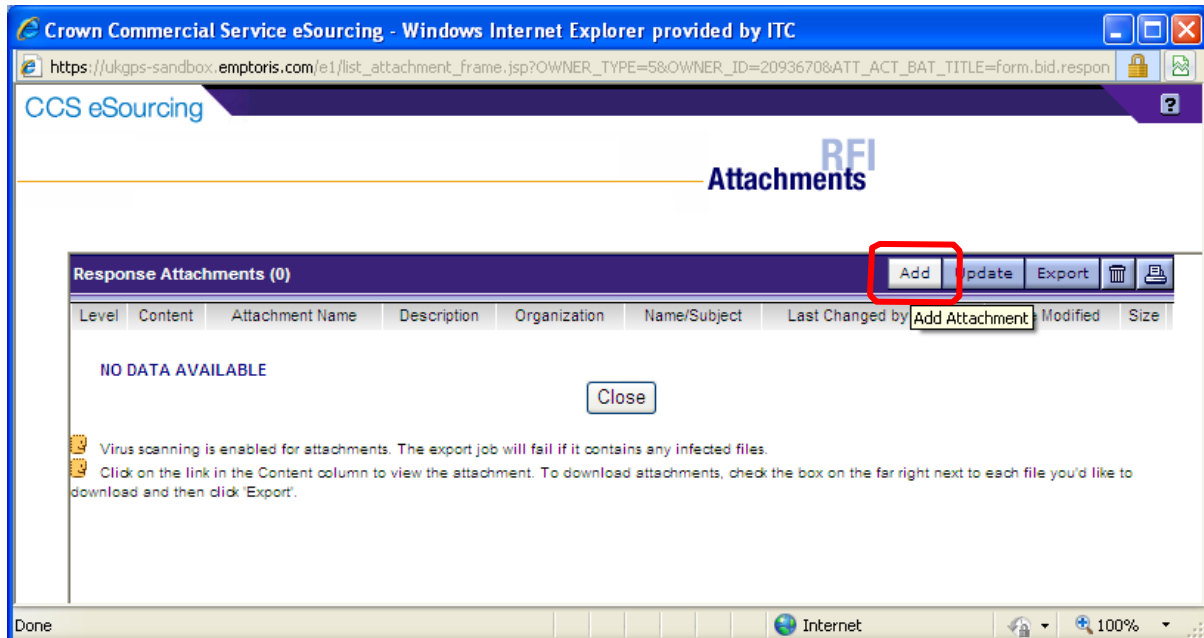 Crown Commercial Service eSourcing - Windows Internet Explorer provided by ITC
https://ukgps-sandbox.emptoris.com/e1/list_attachment_frame.jsp?OWNER_TYPE=5&OWNER_ID=2093670&ATT_ACT_BAT_TITLE=form.bid.respon
CCS eSourcing
?
RFI
Attachments
Response Attachments (0) Add Update Export
Level Content Attachment Name Description Organization Name/Subject Last Changed by Add Attachment Modified Size
NO DATA AVAILABLE
Close
Virus scanning is enabled for attachments. The export job will fail if it contains any infected files.
Click on the link in the Content column to view the attachment. To download attachments, check the box on the far right next to each file you'd like to
download and then click 'Export'.
Done Internet 100%